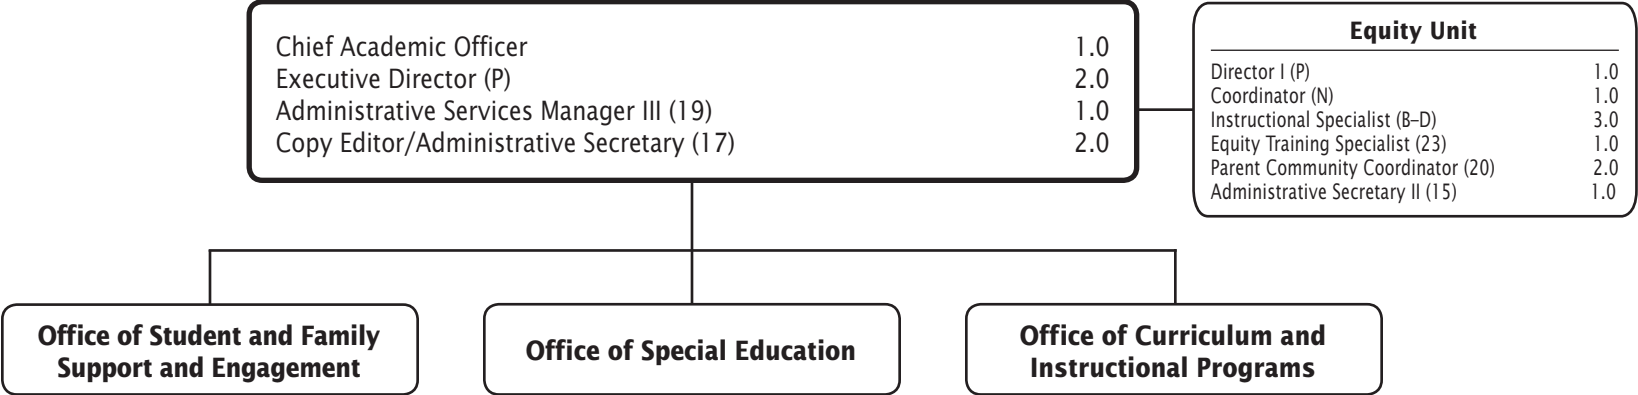 Chief Academic Officer 1.0
Executive Director (P) 2.0
Administrative Services Manager III (19) 1.0
Copy Editor/Administrative Secretary (17) 2.0
Equity Unit
Director I (P) 1.0
Coordinator (N) 1.0
Instructional Specialist (B–D) 3.0
Equity Training Specialist (23) 1.0
Parent Community Coordinator (20) 2.0
Administrative Secretary II (15) 1.0
Office of Student and Family
Support and Engagement
Office of Special Education
Office of Curriculum and
Instructional Programs